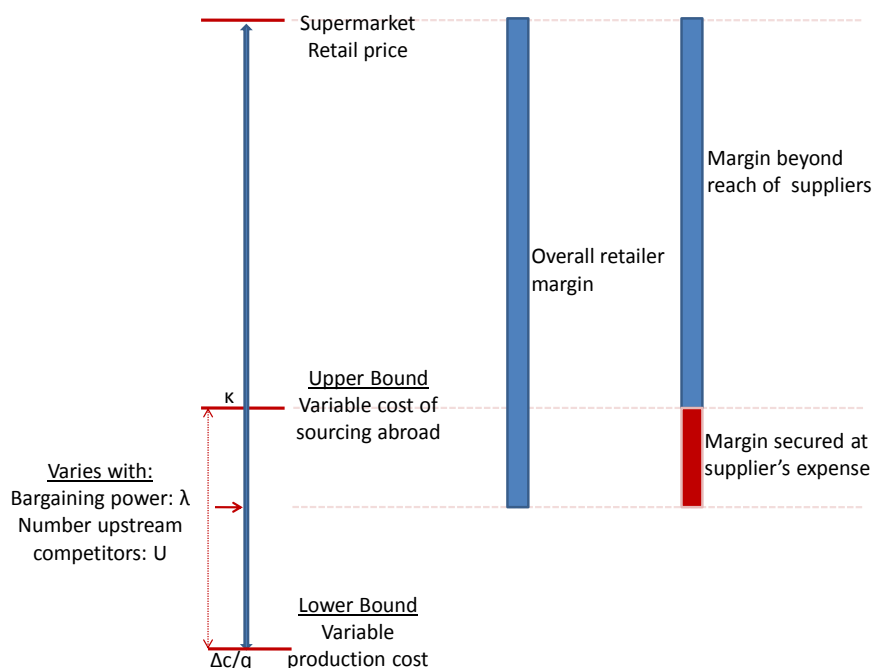 Supermarket
Retail price
Margin beyond
reach of suppliers
Overall retailer
margin
Upper Bound
Variable cost of
sourcing abroad
κ
Margin secured at
supplier’s expense
Varies with:
Bargaining power: λ
Number upstream
competitors: U
Lower Bound
Variable
production cost
Δc/q